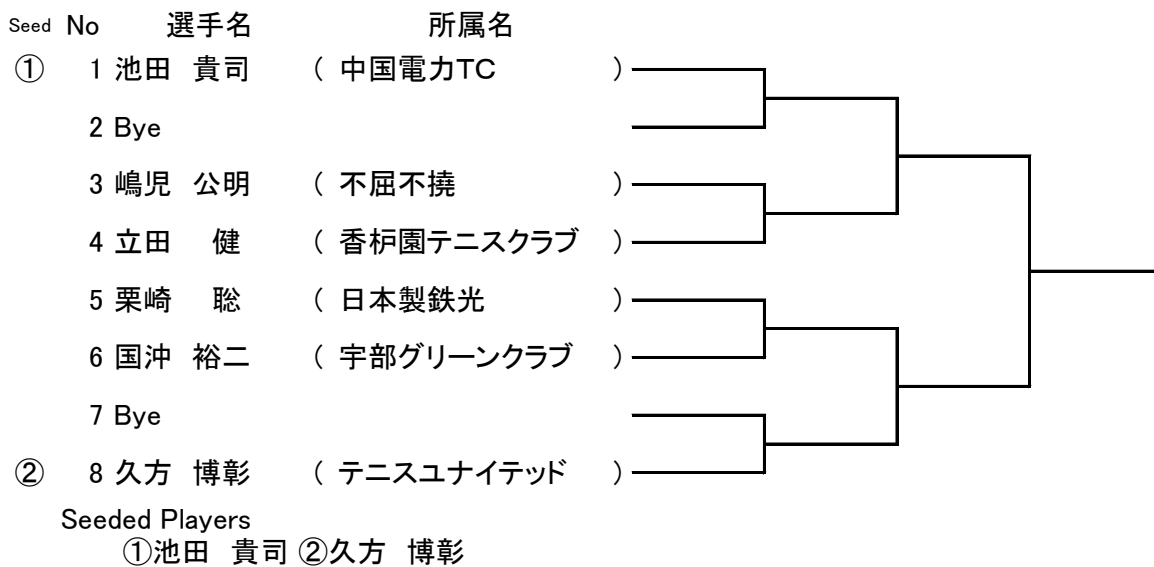 Seed No 選手名 所属名
① 1 池田 貴司 ( 中国電力TC )
2 Bye
3 嶋児 公明 ( 不屈不撓 )
4 立田 健 ( 香枦園テニスクラブ )
5 栗崎 聡 ( 日本製鉄光 )
6 国沖 裕二 ( 宇部グリーンクラブ )
7 Bye
② 8 久方 博彰 ( テニスユナイテッド )
Seeded Players
①池田 貴司 ②久方 博彰